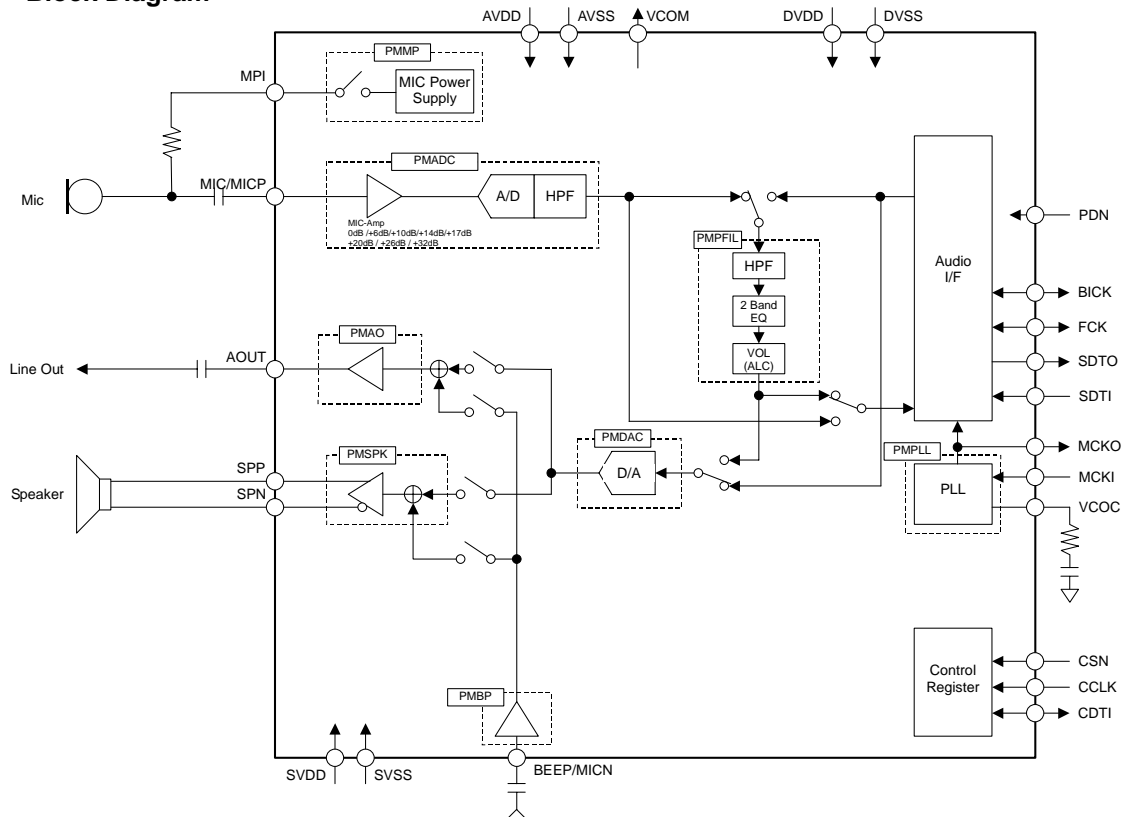 Block Diagram
AVDD
AVSS
VCOM
DVDD
DVSS
PMMP
MPI
MIC Power
Supply
PMADC
MIC/MICP
Mic
A/D
HPF
MIC-Amp
0dB /+6dB/+10dB/+14dB/+17dB
+20dB / +26dB / +32dB
PMPFIL
HPF
2 Band
EQ
VOL
(ALC)
Audio
I/F
PDN
BICK
FCK
SDTO
SDTI
MCKO
MCKI
VCOC
PMAO
AOUT
Line Out
PMSPK
SPP
SPN
Speaker
PMDAC
D/A
PMPLL
PLL
Control
Register
CSN
CCLK
CDTI
PMBP
SVDD
SVSS
BEEP/MICN